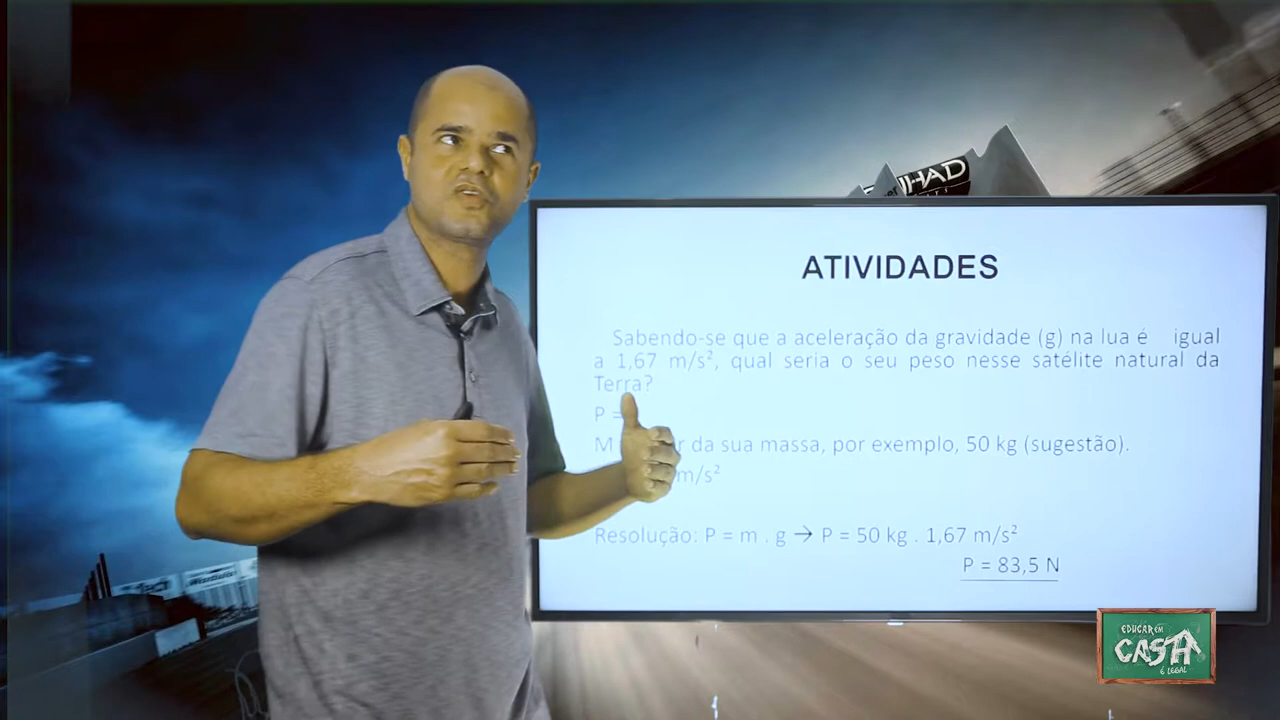 IHAD
ATIVIDADES
Sabendo-se que a aceleração da gravidade (g) na lua é igual
a 1,67 m/s², qual seria o seu peso nesse satélite natural da
Terra?
P =
M da sua massa, por exemplo, 50 kg (sugestão).
m/s²
Resolução: P = m . g → P = 50 kg . 1,67 m/s²
P = 83,5 N
EDUCAR EM
CASA
É LEGAL